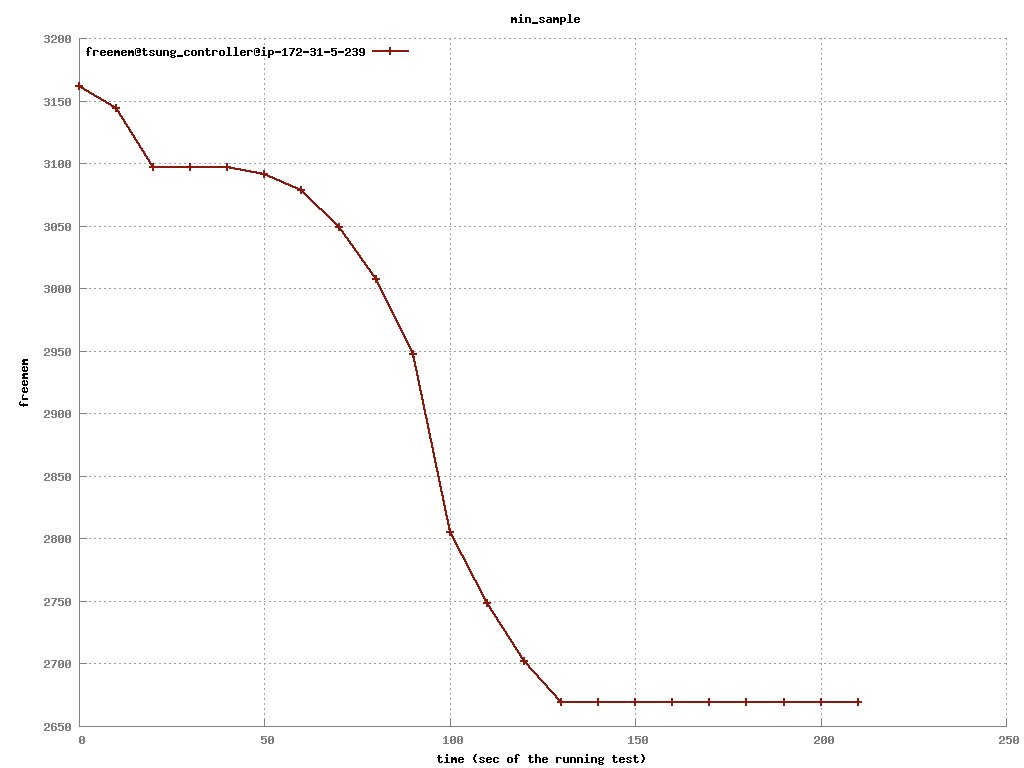 min_sample
freemem@tsung_controller@ip-172-31-5-239
3200
3150
3100
3050
3000
2950
2900
2850
2800
2750
2700
2650
freemem
0 50 100 150 200 250
time (sec of the running test)